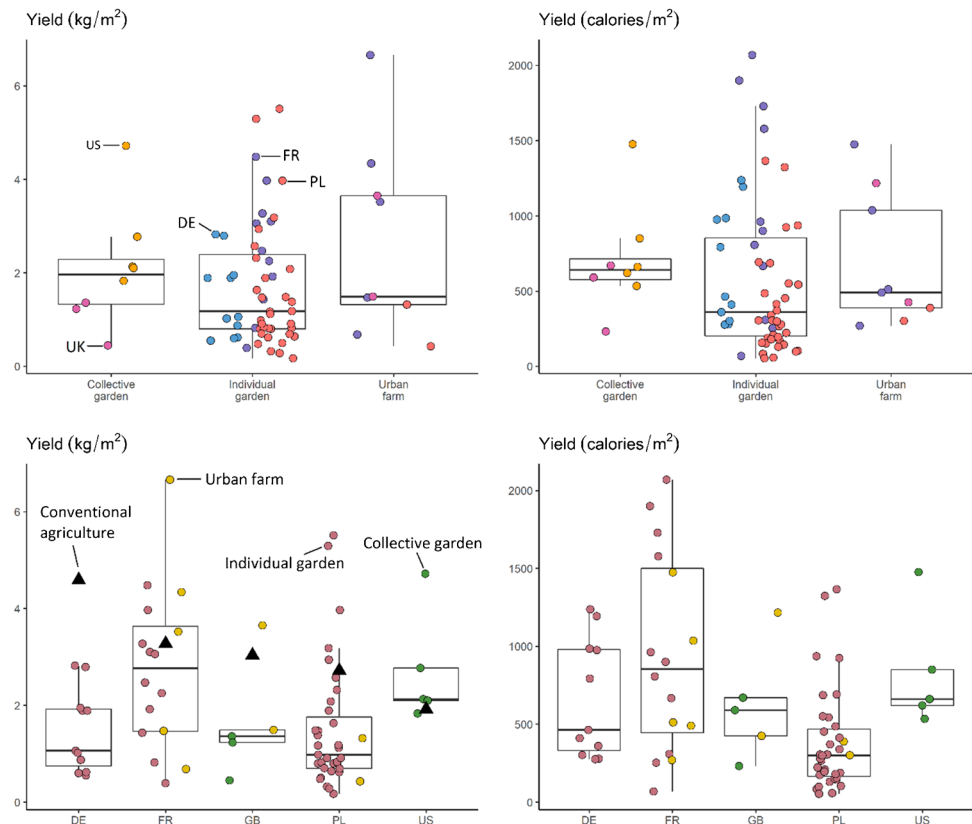 Yield (kg/m²)
6
4
2
0
US
FR
PL
DE
UK
Collective
garden
Individual
garden
Urban
farm
Yield (calories/m²)
2000
1500
1000
500
0
Collective
garden
Individual
garden
Urban
farm
Yield (kg/m²)
6
4
2
0
Urban farm
Conventional
agriculture
Individual garden
Collective garden
DE
FR
GB
PL
US
Yield (calories/m²)
2000
1500
1000
500
0
DE
FR
GB
PL
US